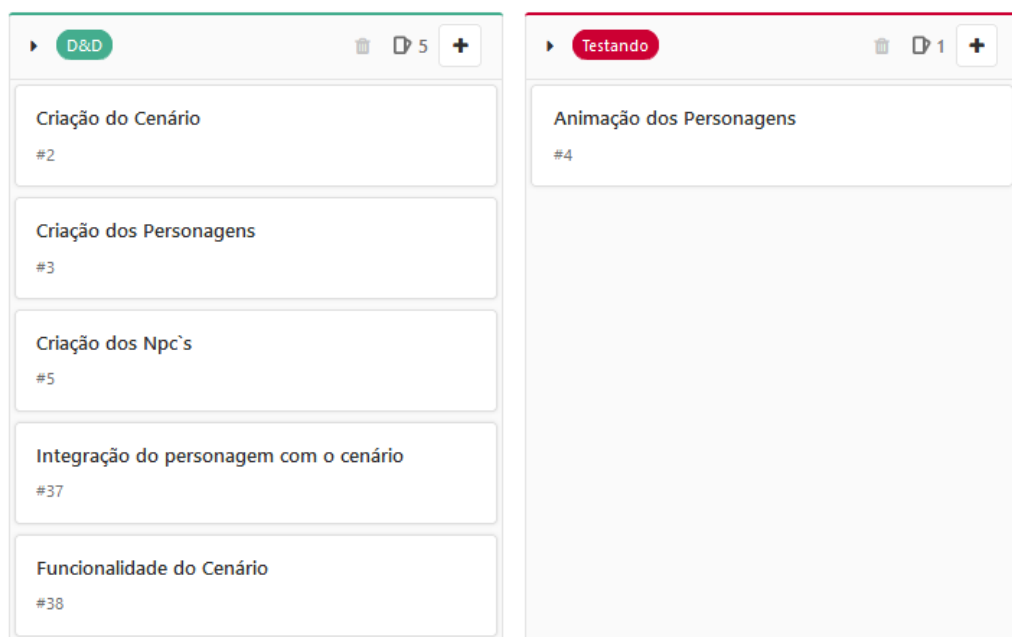 D&D
5
Criação do Cenário
#2
Criação dos Personagens
#3
Criação dos Npc`s
#5
Integração do personagem com o cenário
#37
Funcionalidade do Cenário
#38
Testando
1
Animação dos Personagens
#4